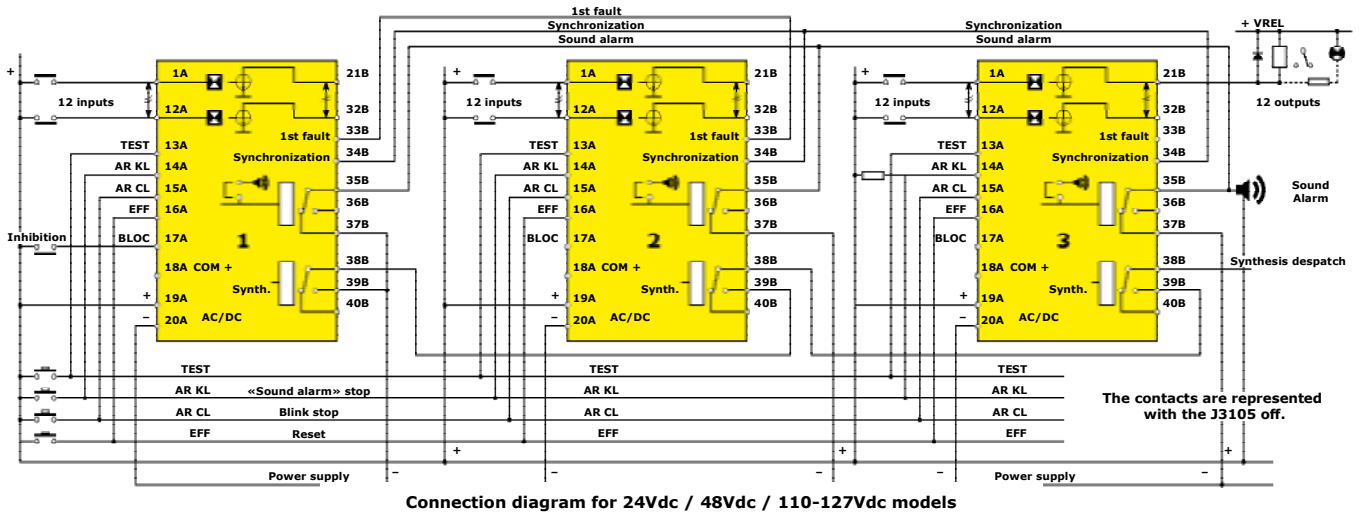 1st fault
Synchronization
Sound alarm
Synchronization
Sound alarm
+ VREL
+
12 inputs
1A
12A
13A
14A
15A
16A
17A
18A COM +
19A
20A
AC/DC
21B
32B
33B
34B
35B
36B
37B
38B
39B
40B
1st fault
Synchronization
1
Synth.
TEST
AR KL
AR CL
EFF
BLOC
Inhibition
+
–
+
12 inputs
1A
12A
13A
14A
15A
16A
17A
18A COM +
19A
20A
AC/DC
21B
32B
33B
34B
35B
36B
37B
38B
39B
40B
1st fault
Synchronization
2
Synth.
TEST
AR KL
AR CL
EFF
BLOC
+
–
+
12 inputs
1A
12A
13A
14A
15A
16A
17A
18A COM +
19A
20A
AC/DC
21B
32B
33B
34B
35B
36B
37B
38B
39B
40B
1st fault
Synchronization
3
Synth.
TEST
AR KL
AR CL
EFF
BLOC
+
–
12 outputs
Sound
Alarm
Synthesis despatch
TEST TEST TEST
AR KL «Sound alarm» stop AR KL AR KL
AR CL Blink stop AR CL AR CL
EFF Reset EFF EFF
The contacts are represented
with the J3105 off.
+ + +
Power supply – – Power supply –
Connection diagram for 24Vdc / 48Vdc / 110-127Vdc models